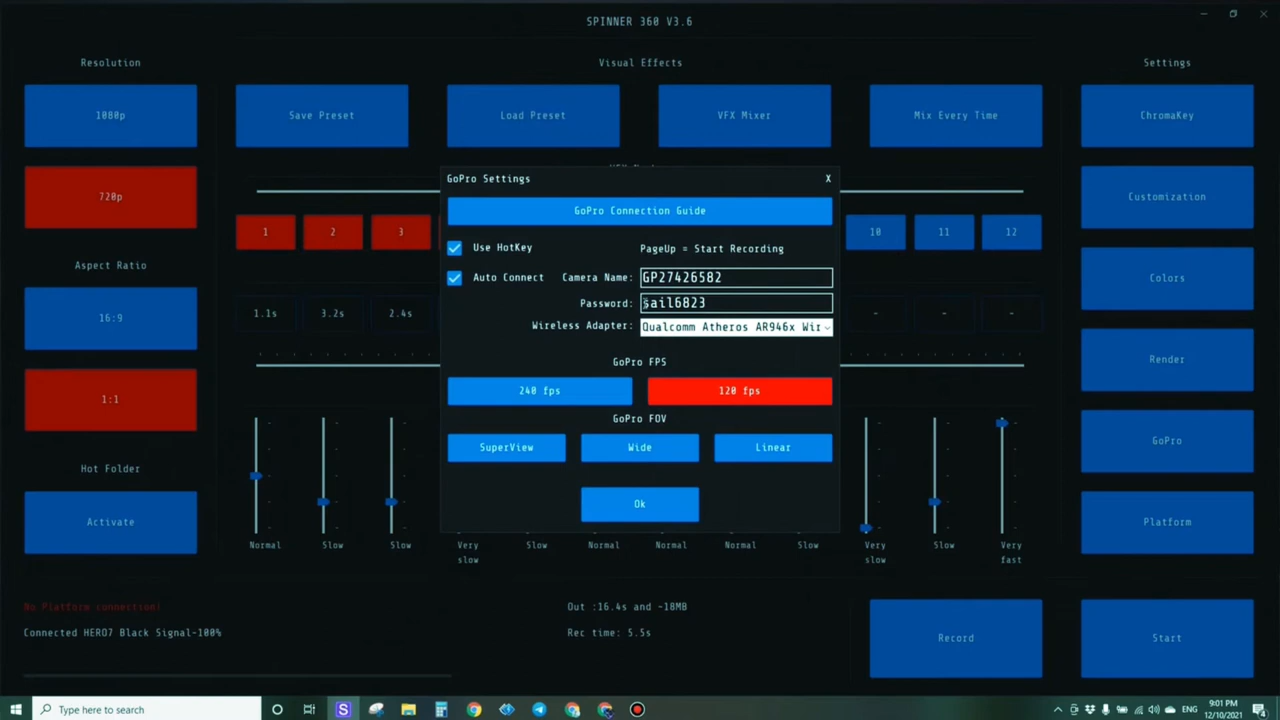 SPINNER 360 V3.6
Resolution
Visual Effects
Settings
1080p
Save Preset
Load Preset
VFX Mixer
Mix Every Time
ChromaKey
GoPro Settings
X
720p
Customization
GoPro Connection Guide
1
2
3
10
11
12
Use HotKey
PageUp = Start Recording
Aspect Ratio
Auto Connect
Camera Name:
GP27426582
Colors
Password:
sail6823
16:9
1.1s
3.2s
2.4s
-
-
-
Wireless Adapter:
Qualcomm Atheros AR946x Wir
GoPro FPS
Render
240 fps
120 fps
1:1
GoPro FOV
SuperView
Wide
Linear
GoPro
Hot Folder
Ok
Activate
Platform
Normal
Slow
Slow
Very slow
Slow
Normal
Normal
Normal
Slow
Very slow
Slow
Very fast
No Platform connection!
Out :16.4s and ~18MB
Connected HERO7 Black Signal-100%
Rec time: 5.5s
Record
Start
Type here to search
ENG
9:01 PM
12/10/2021
4